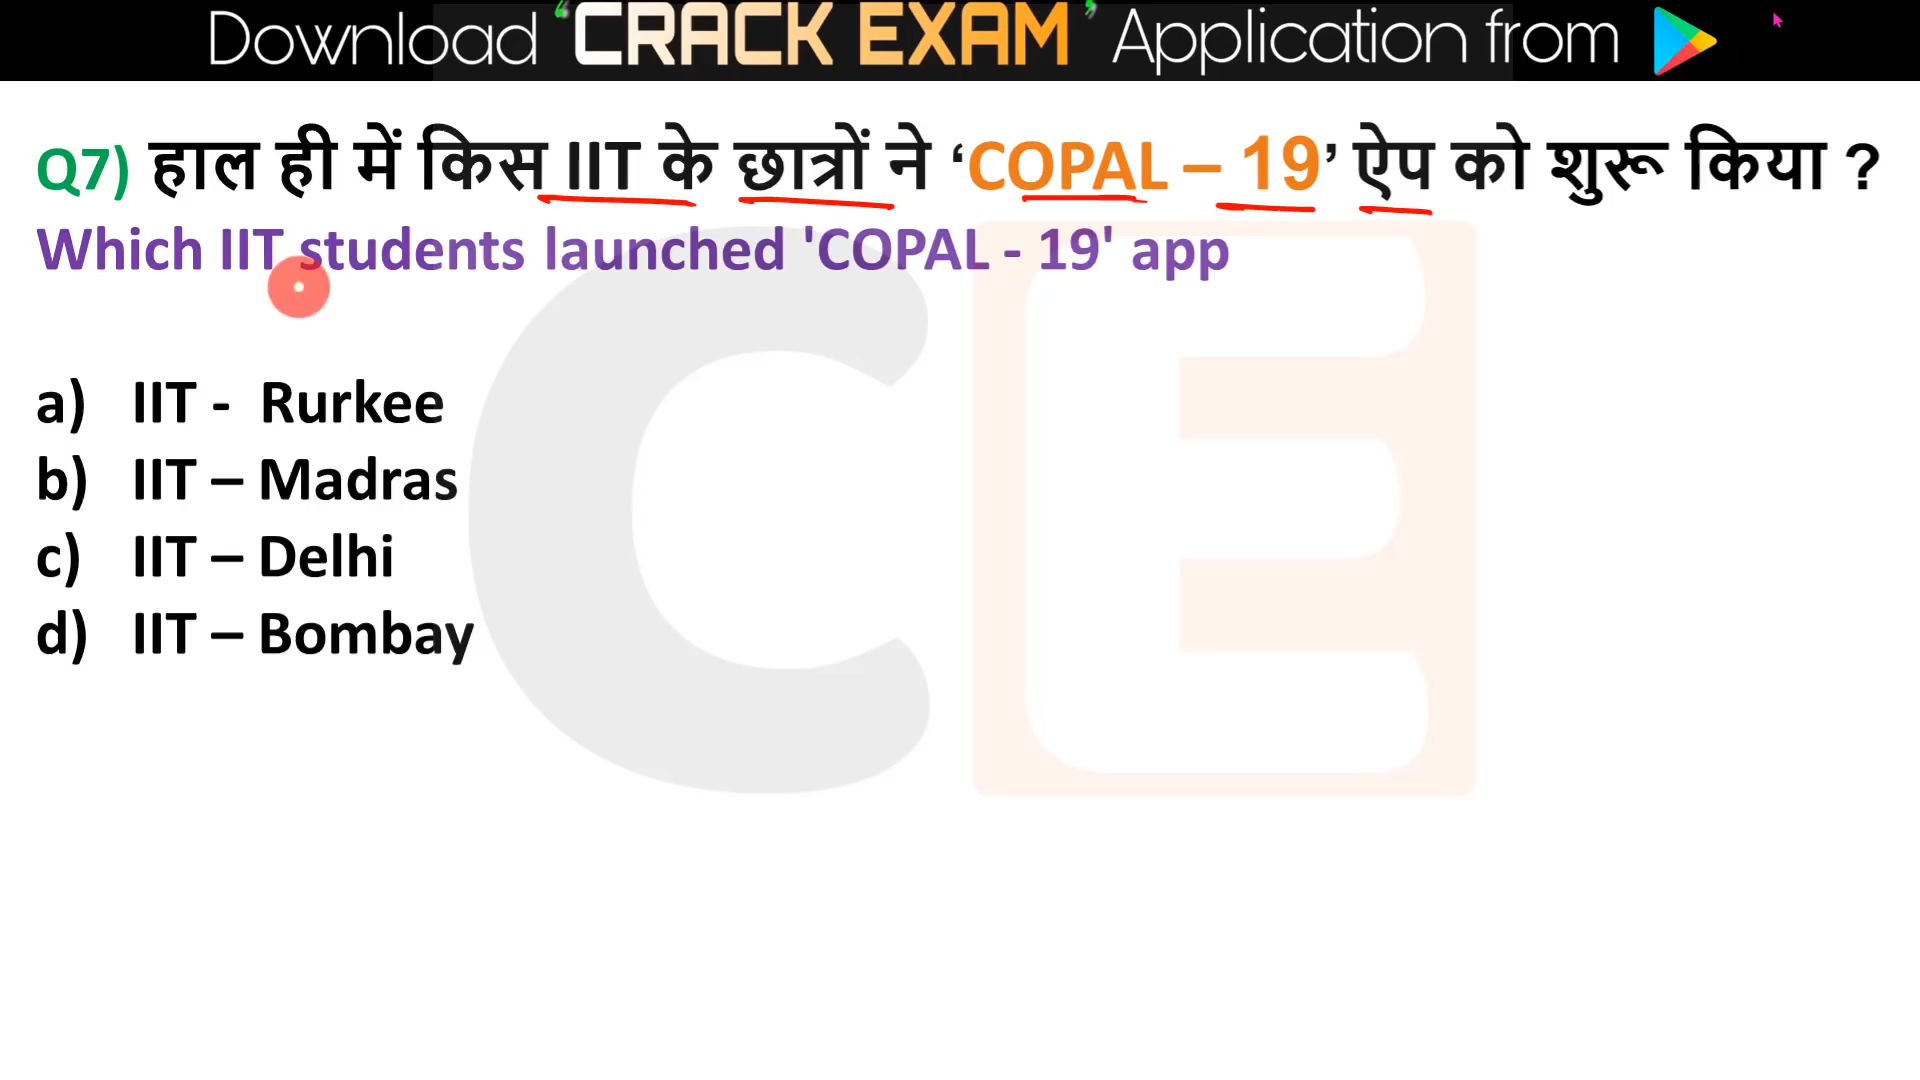 Download ‘CRACK EXAM’ Application from
Q7) हाल ही में किस IIT के छात्रों ने ‘COPAL – 19’ ऐप को शुरू किया ?
Which IIT students launched 'COPAL - 19' app
a) IIT - Rurkee
b) IIT – Madras
c) IIT – Delhi
d) IIT – Bombay
CE